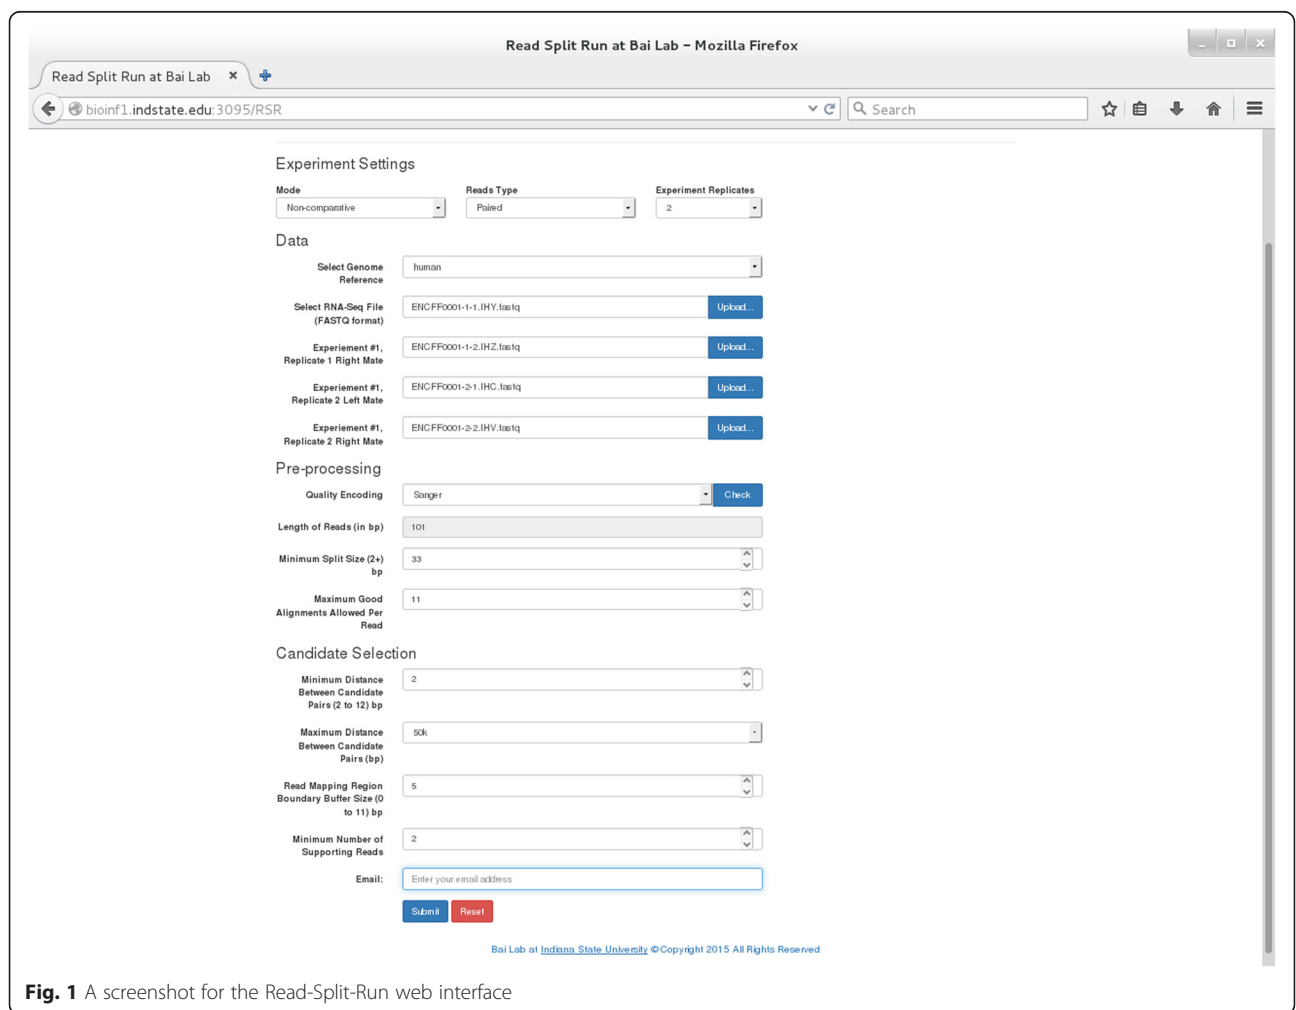 Read Split Run at Bai Lab – Mozilla Firefox
Read Split Run at Bai Lab
bioinf1.indstate.edu:3095/RSR
Search
Experiment Settings
Mode Reads Type Experiment Replicates
Non-comparative Paired 2
Data
Select Genome
Reference
human
Select RNA-Seq File
(FASTQ format)
ENCFF0001-1-1.IHY.fastq Upload...
Experiement #1,
Replicate 1 Right Mate
ENCFF0001-1-2.IHZ.fastq Upload...
Experiement #1,
Replicate 2 Left Mate
ENCFF0001-2-1.IHC.fastq Upload...
Experiement #1,
Replicate 2 Right Mate
ENCFF0001-2-2.IHV.fastq Upload...
Pre-processing
Quality Encoding Sanger Check
Length of Reads (in bp) 101
Minimum Split Size (2+)
bp
33
Maximum Good
Alignments Allowed Per
Read
11
Candidate Selection
Minimum Distance
Between Candidate
Pairs (2 to 12) bp
2
Maximum Distance
Between Candidate
Pairs (bp)
50k
Read Mapping Region
Boundary Buffer Size (0
to 11) bp
5
Minimum Number of
Supporting Reads
2
Email: Enter your email address
Submit Reset
Bai Lab at Indiana State University ©Copyright 2015 All Rights Reserved
Fig. 1 A screenshot for the Read-Split-Run web interface